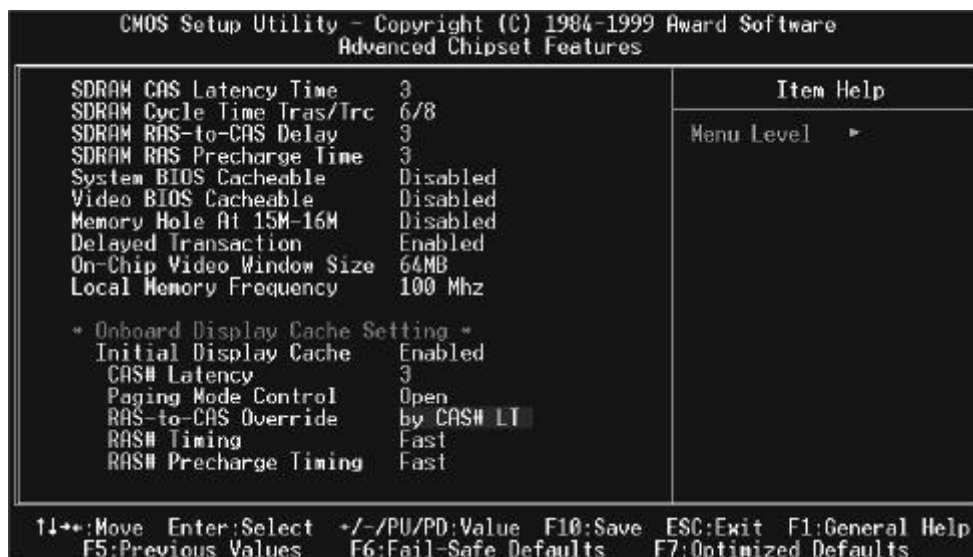 CMOS Setup Utility - Copyright (C) 1984-1999 Award Software
Advanced Chipset Features
SDRAM CAS Latency Time 3
SDRAM Cycle Time Tras/Trc 6/8
SDRAM RAS-to-CAS Delay 3
SDRAM RAS Precharge Time 3
System BIOS Cacheable Disabled
Video BIOS Cacheable Disabled
Memory Hole At 15M-16M Disabled
Delayed Transaction Enabled
On-Chip Video Window Size 64MB
Local Memory Frequency 100 Mhz
* Onboard Display Cache Setting *
Initial Display Cache Enabled
CAS# Latency 3
Paging Mode Control Open
RAS-to-CAS Override by CAS# LT
RAS# Timing Fast
RAS# Precharge Timing Fast
Item Help
Menu Level ►
↑↓→←:Move Enter:Select +/-/PU/PD:Value F10:Save ESC:Exit F1:General Help
F5:Previous Values F6:Fail-Safe Defaults F7:Optimized Defaults